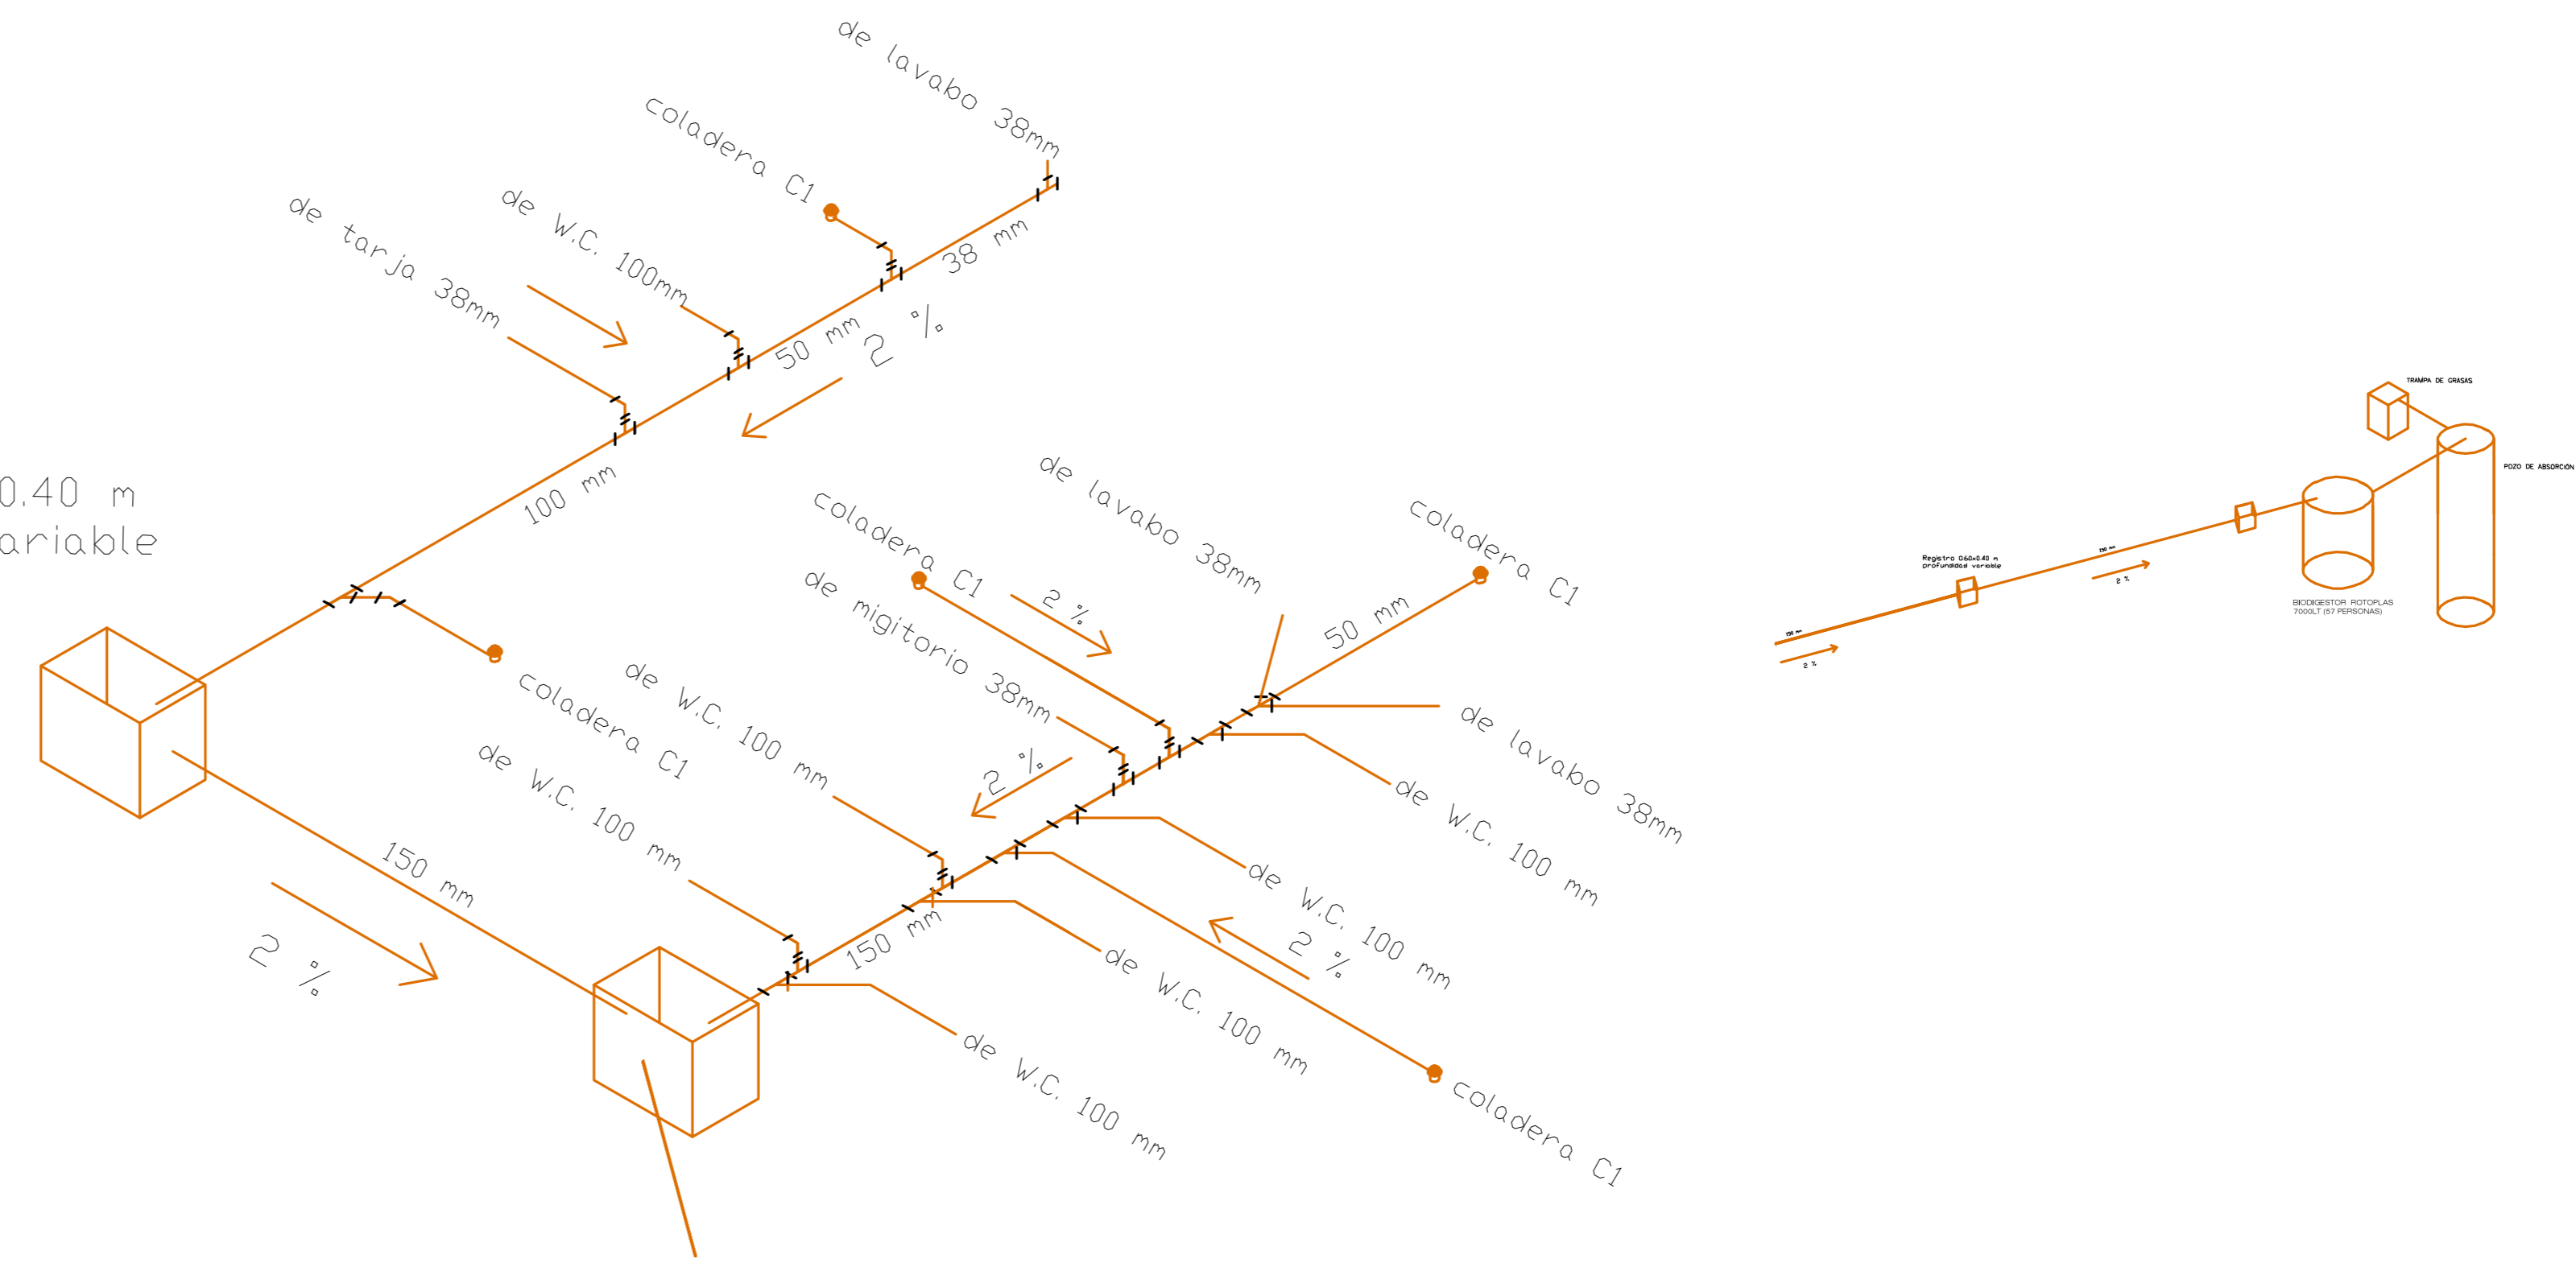 de lavabo 38mm
coladera C1
de W.C. 100mm
de tarja 38mm
38 mm
50 mm
2 %
100 mm
0.40 m
ariable
coladera C1
150 mm
2 %
de lavabo 38mm
coladera C1
coladera C1
2 %
de migitorio 38mm
50 mm
de W.C. 100 mm
de W.C. 100 mm
2 %
de lavabo 38mm
de W.C. 100 mm
de W.C. 100 mm
150 mm
de W.C. 100 mm
2 %
de W.C. 100 mm
coladera C1
TRAMPA DE GRASAS
POZO DE ABSORCIÓN
Registro 0.60x0.40 m
profundidad variable
2 %
BIODIGESTOR ROTOPLAS
7000LT (57 PERSONAS)
2 %